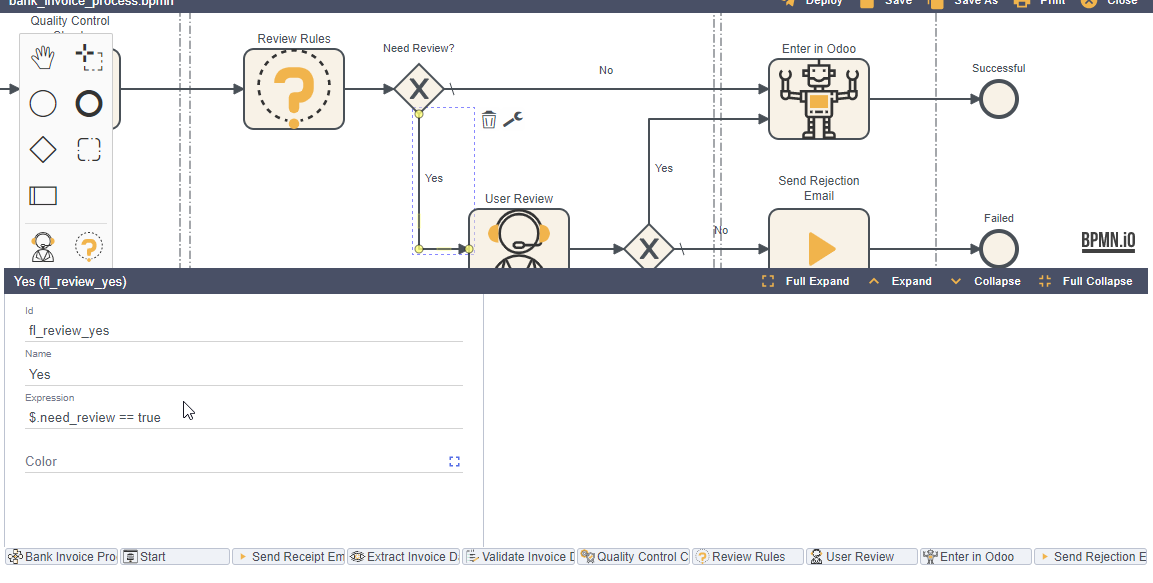 bank_invoice_process.bpmn
Deploy
Save
Save As
Print
Close
Quality Control
Review Rules
Need Review?
No
Enter in Odoo
Successful
Yes
User Review
Yes
Send Rejection
Email
No
Failed
BPMN.iO
Yes (fl_review_yes)
Full Expand
Expand
Collapse
Full Collapse
Id
fl_review_yes
Name
Yes
Expression
$.need_review == true
Color
Bank Invoice Pro
Start
Send Receipt Em
Extract Invoice D
Validate Invoice D
Quality Control C
Review Rules
User Review
Enter in Odoo
Send Rejection E